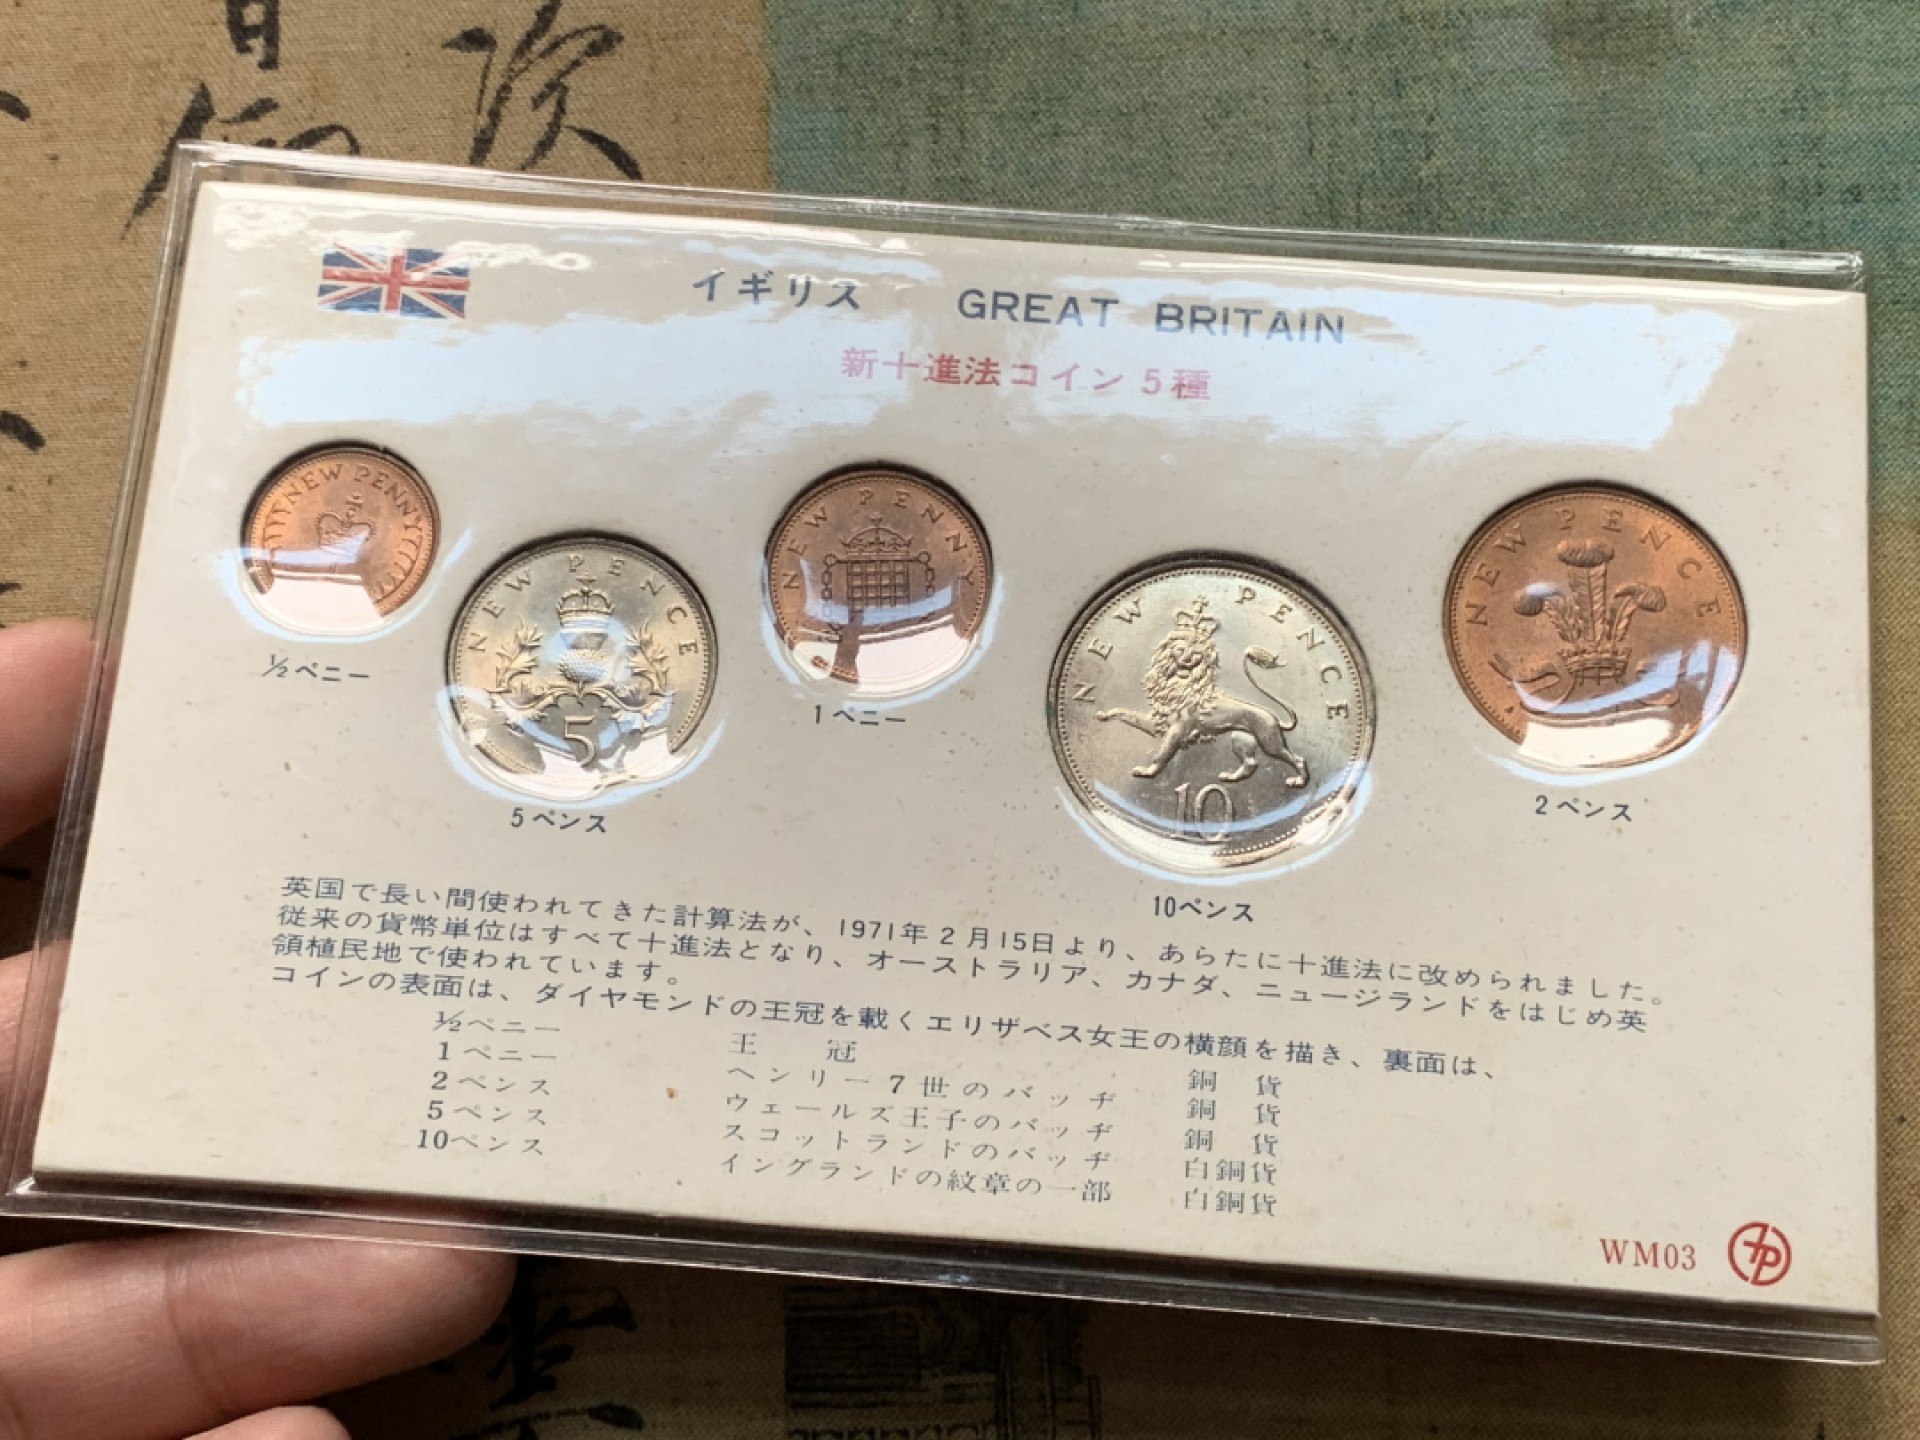 イギリス GREAT BRITAIN
新十進法コイン5種
NEW PENNY
½ペニー
NEW PENCE
5
5ペンス
NEW PENNY
1ペニー
NEW PENCE
10
10ペンス
NEW PENCE
2ペンス
英国で長い間使われてきた計算法が、1971年2月15日より、あらたに十進法に改められました。
従来の貨幣単位はすべて十進法となり、オーストラリア、カナダ、ニュージランドをはじめ英
領植民地で使われています。
コインの表面は、ダイヤモンドの王冠を載くエリザベス女王の横顔を描き、裏面は、
½ペニー 王冠 銅貨
1ペニー ヘンリー7世のバッヂ 銅貨
2ペンス ウェールズ王子のバッヂ 銅貨
5ペンス スコットランドのバッヂ 白銅貨
10ペンス イングランドの紋章の一部 白銅貨
WM03